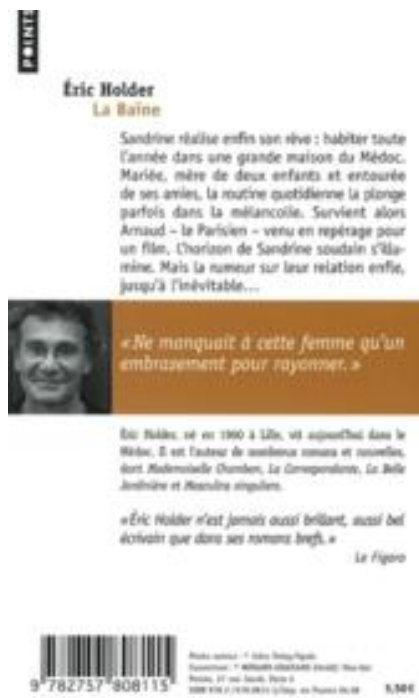 POINTS
Éric Holder
La Baïne
Sandrine réalise enfin son rêve : habiter toute
l'année dans une grande maison du Médoc.
Mariée, mère de deux enfants et entourée
de ses amies, la routine quotidienne la plonge
parfois dans la mélancolie. Survient alors
Arnaud – le Parisien – venu en repérage pour
un film. L'horizon de Sandrine soudain s'illu-
mine. Mais la rumeur sur leur relation enfle,
jusqu'à l'inévitable...
« Ne manquait à cette femme qu'un
embrasement pour rayonner. »
Éric Holder, né en 1960 à Lille, vit aujourd'hui dans le
Médoc. Il est l'auteur de nombreux romans et nouvelles,
dont Mademoiselle Chambon, La Correspondante, La Belle
Jardinière et Masculins singuliers.
« Éric Holder n'est jamais aussi brillant, aussi bel
écrivain que dans ses romans brefs. »
Le Figaro
9 782757 808115